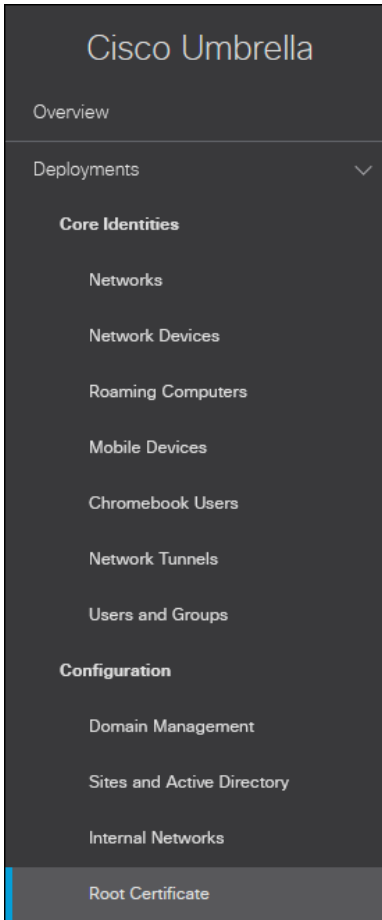 Cisco Umbrella
Overview
Deployments
Core Identities
Networks
Network Devices
Roaming Computers
Mobile Devices
Chromebook Users
Network Tunnels
Users and Groups
Configuration
Domain Management
Sites and Active Directory
Internal Networks
Root Certificate